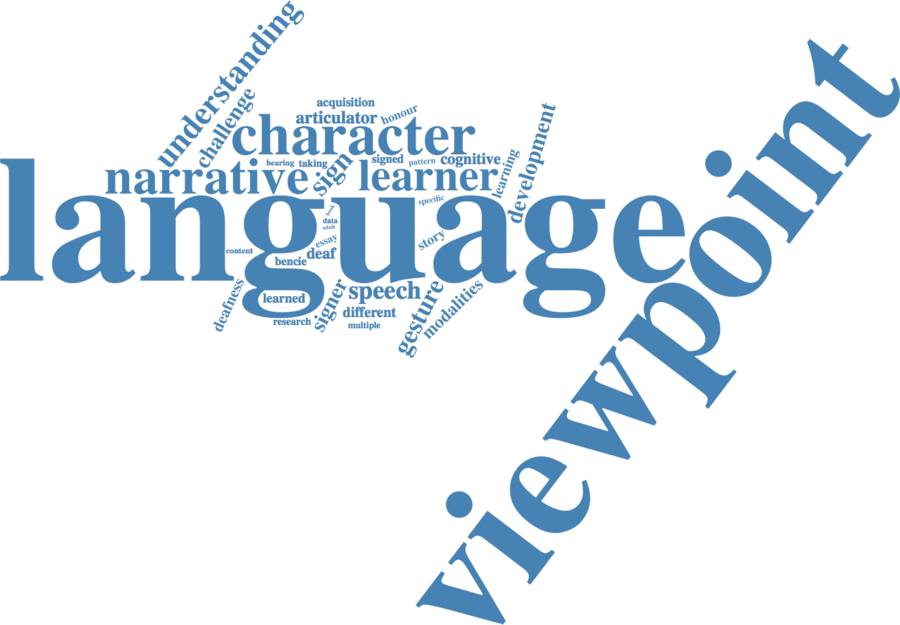 understanding
challenge
acquisition
articulator
honour
character
hearing
taking
sign
signed
pattern
cognitive
learning
development
narrative
learner
specific
language
viewpoint
book
data
adult
essay
story
content
bencie
deaf
deafness
learned
signer
speech
gesture
modalities
different
research
multiple